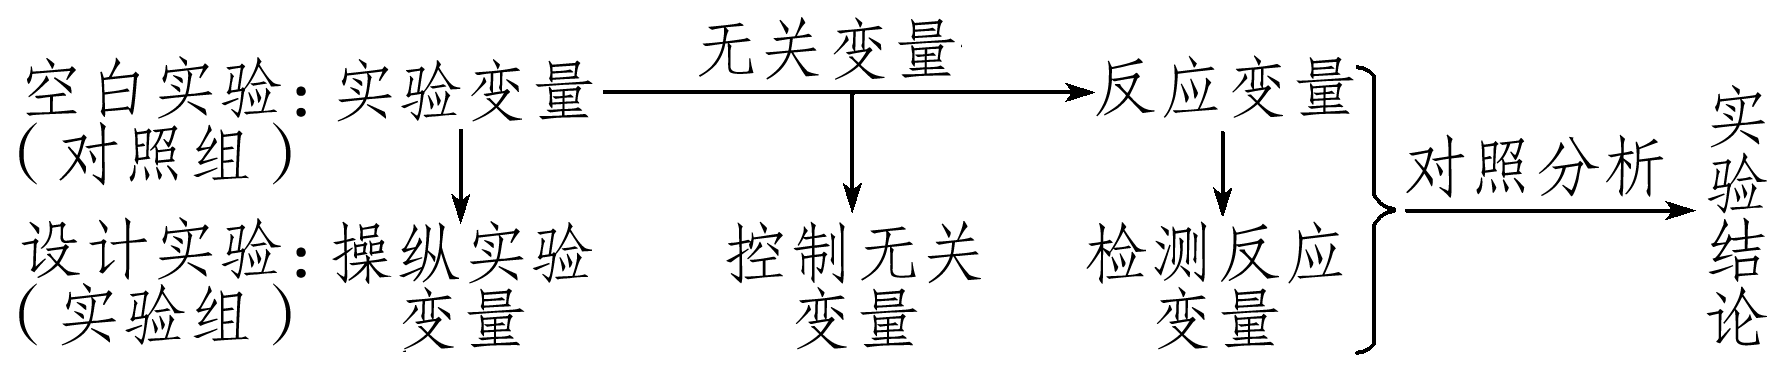 无关变量
空白实验：实验变量
反应变量
(对照组)
对照分析
设计实验：操纵实验
变量
控制无关
变量
检测反应
变量
(实验组)
实验结论